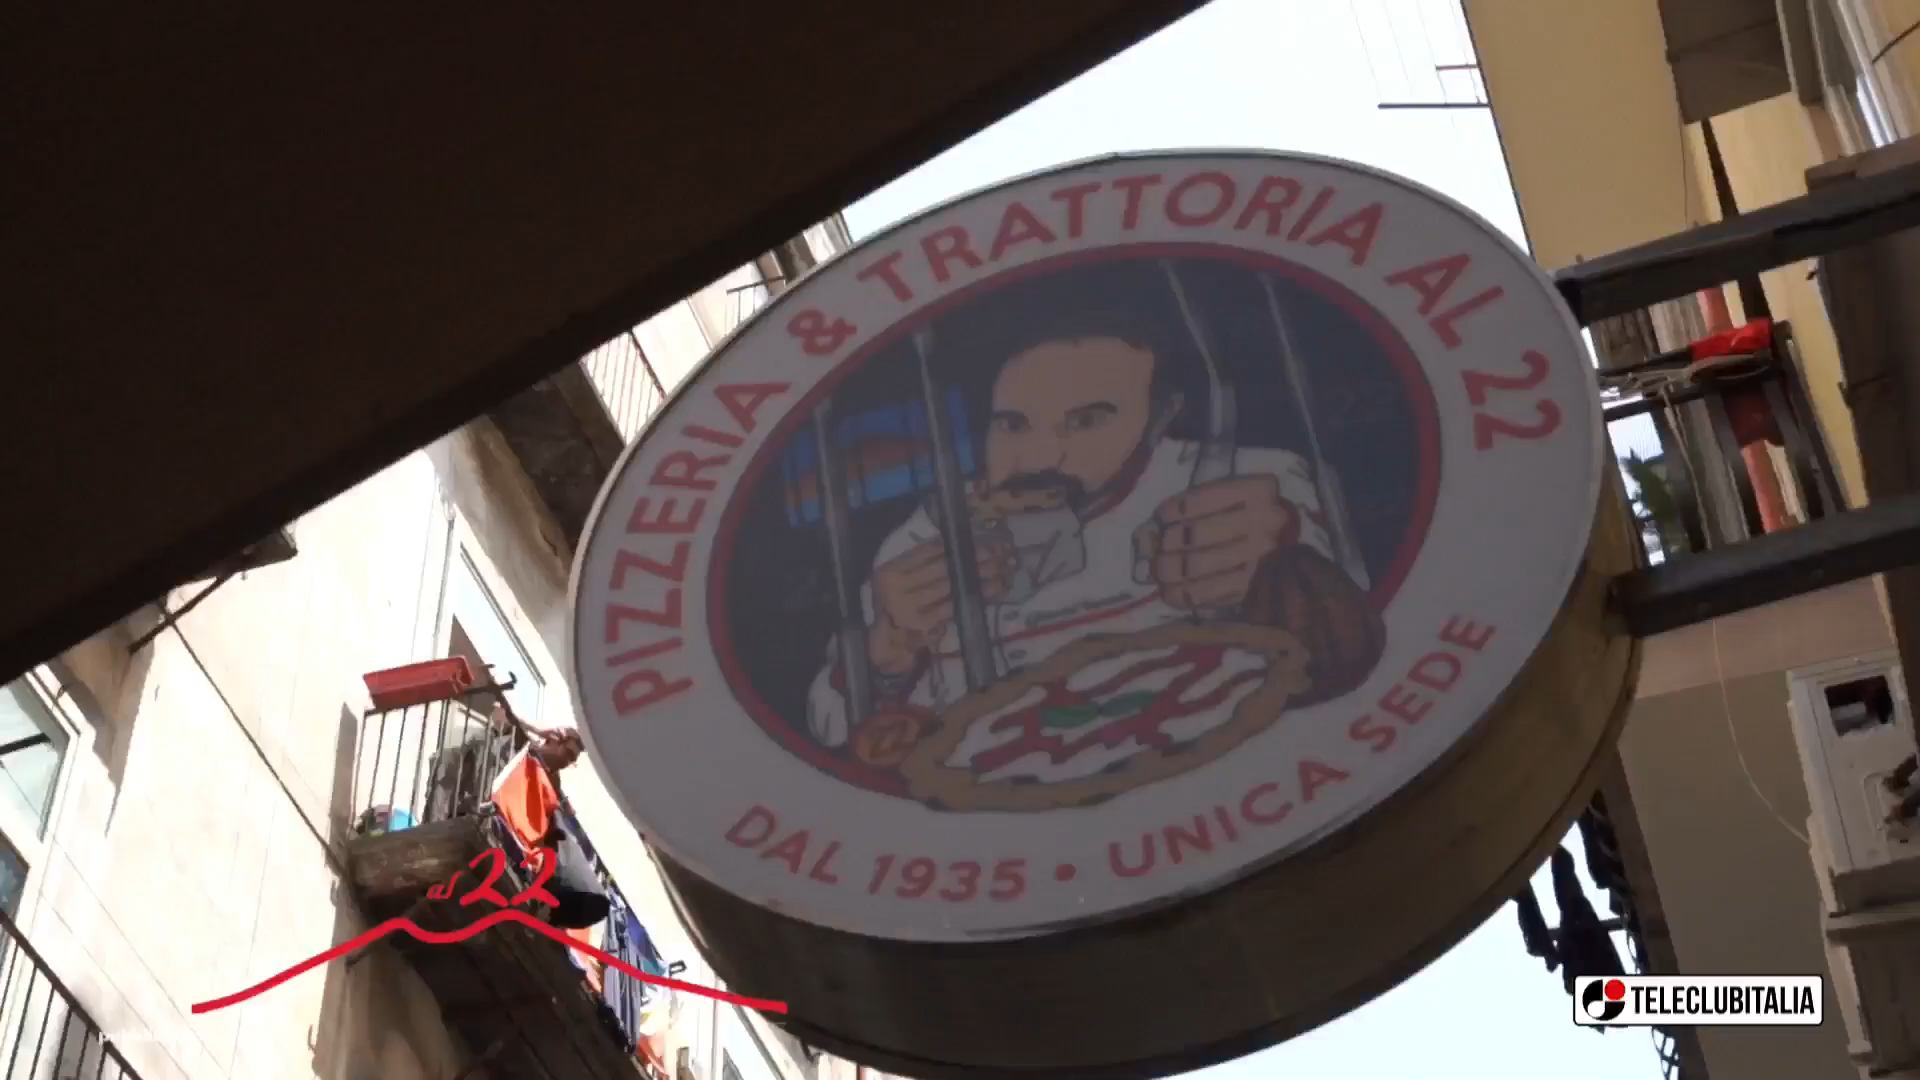 PIZZERIA & TRATTORIA AL 22
DAL 1935 • UNICA SEDE
al 22
TELECLUBITALIA